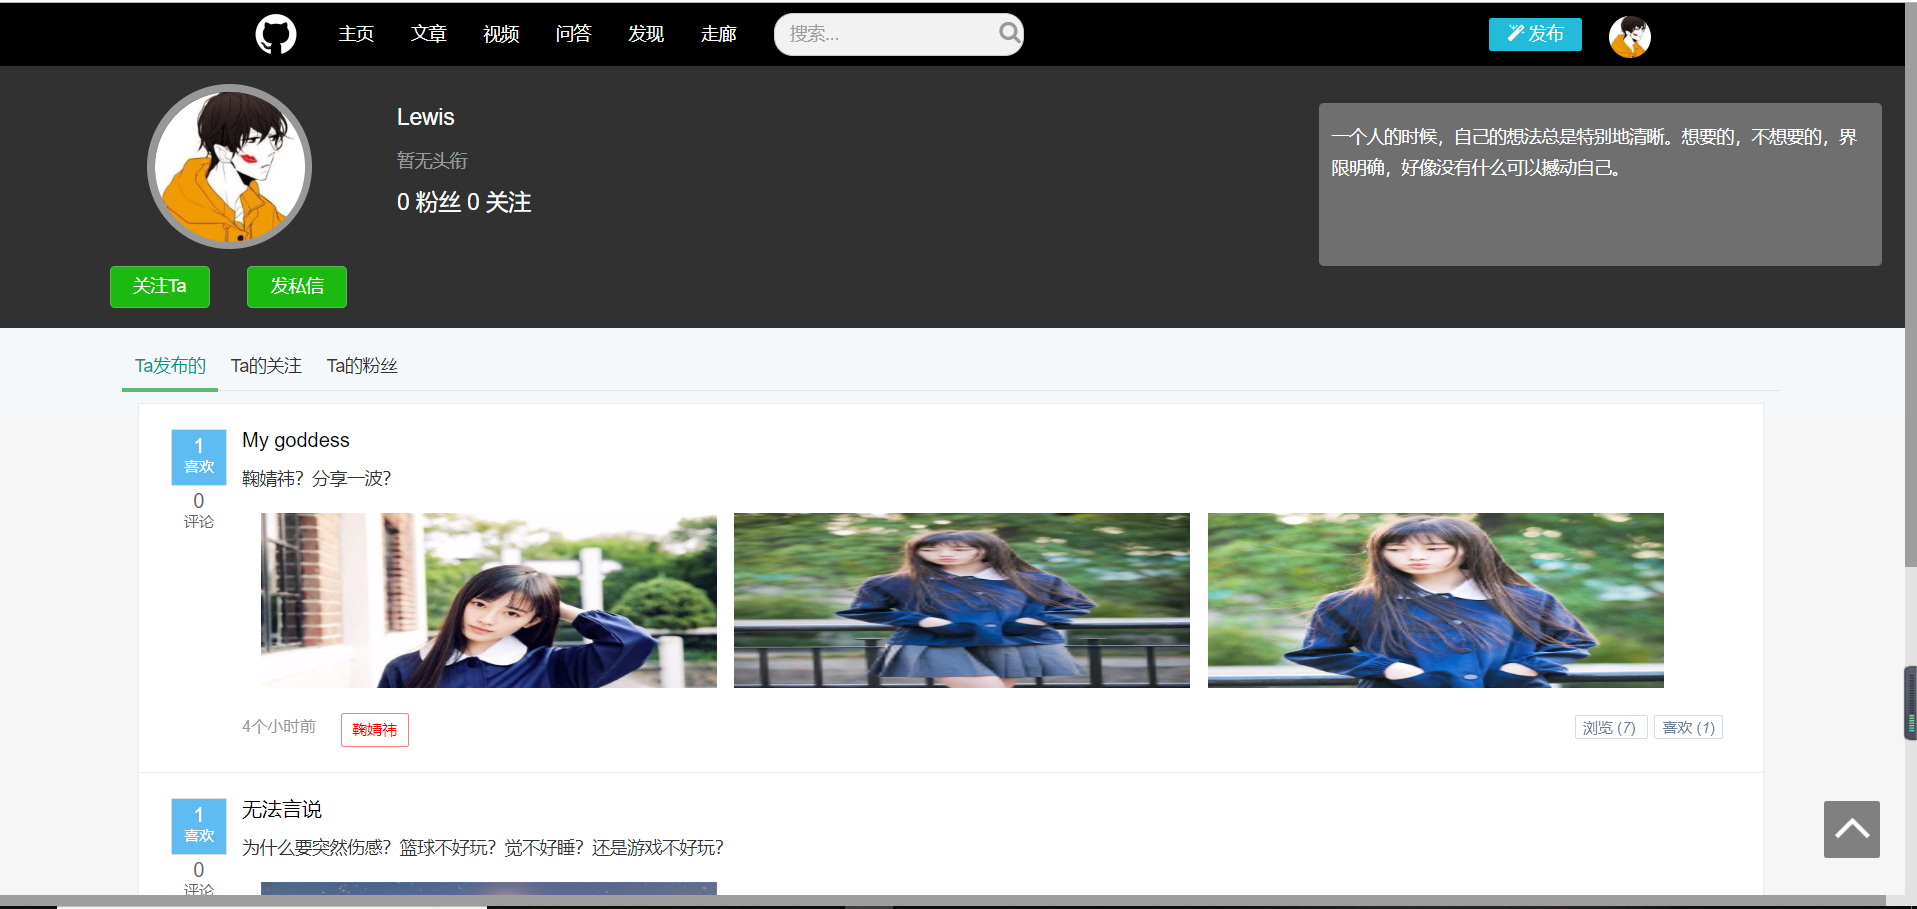 主页 文章 视频 问答 发现 走廊 搜索... 发布
Lewis
暂无头衔
0 粉丝 0 关注
一个人的时候，自己的想法总是特别地清晰。想要的，不想要的，界
限明确，好像没有什么可以撼动自己。
关注Ta 发私信
Ta发布的 Ta的关注 Ta的粉丝
1
喜欢
0
评论
My goddess
鞠婧祎？分享一波？
4个小时前 鞠婧祎 浏览 (7) 喜欢 (1)
1
喜欢
0
评论
无法言说
为什么要突然伤感？篮球不好玩？觉不好睡？还是游戏不好玩？